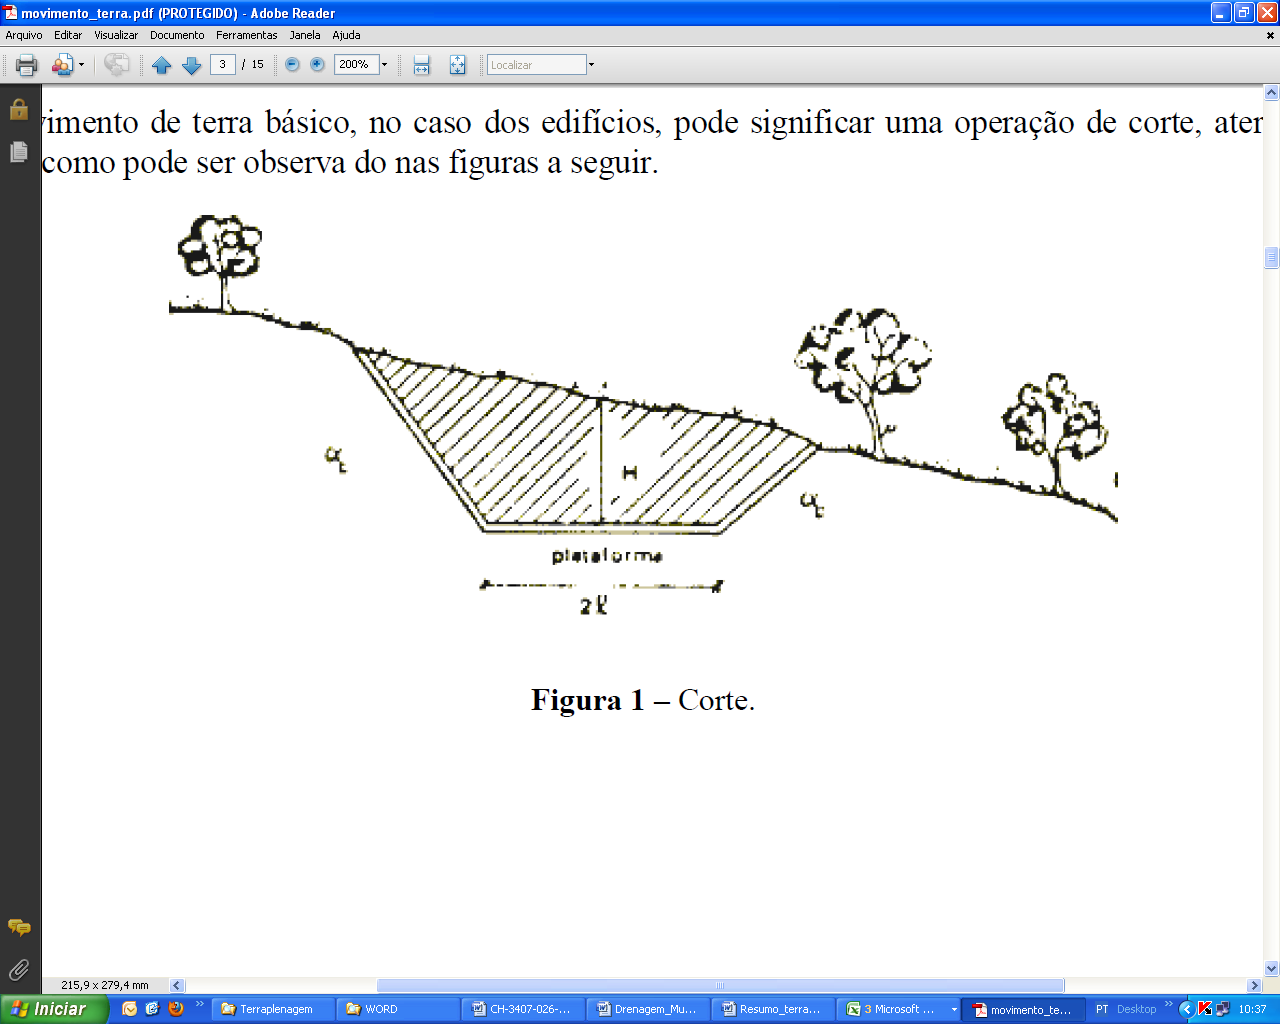 movimento_terra.pdf (PROTEGIDO) - Adobe Reader
Arquivo Editar Visualizar Documento Ferramentas Janela Ajuda
3 / 15 200% Localizar
vimento de terra básico, no caso dos edifícios, pode significar uma operação de corte, ater
como pode ser observa do nas figuras a seguir.
H
plataforma
Figura 1 – Corte.
215,9 x 279,4 mm
Iniciar Terraplenagem WORD CH-3407-026-... Drenagem_Mu... Resumo_terra... 3 Microsoft ... movimento_te... PT Desktop 10:37